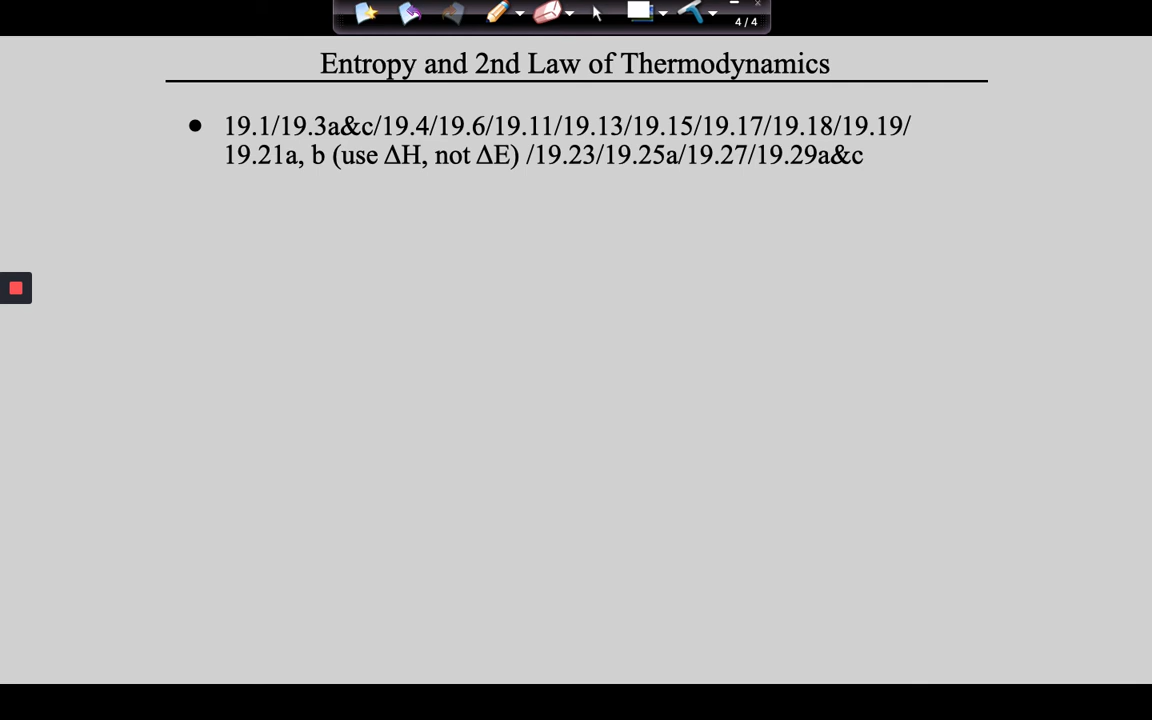 4 / 4
Entropy and 2nd Law of Thermodynamics
● 19.1/19.3a&c/19.4/19.6/19.11/19.13/19.15/19.17/19.18/19.19/
19.21a, b (use ΔH, not ΔE) /19.23/19.25a/19.27/19.29a&c